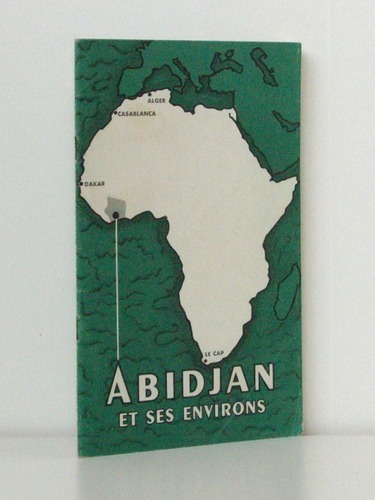 ALGER
CASABLANCA
DAKAR
LE CAP
ABIDJAN
ET SES ENVIRONS